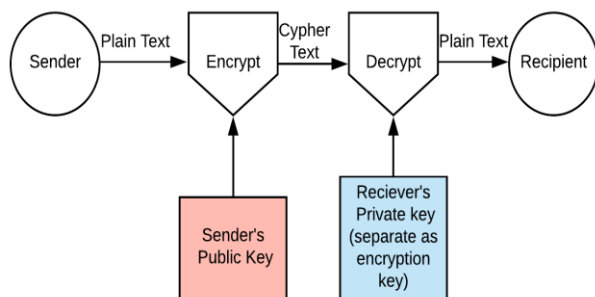 Sender
Plain Text
Encrypt
Cypher
Text
Decrypt
Plain Text
Recipient
Sender's
Public Key
Reciever's
Private key
(separate as
encryption
key)